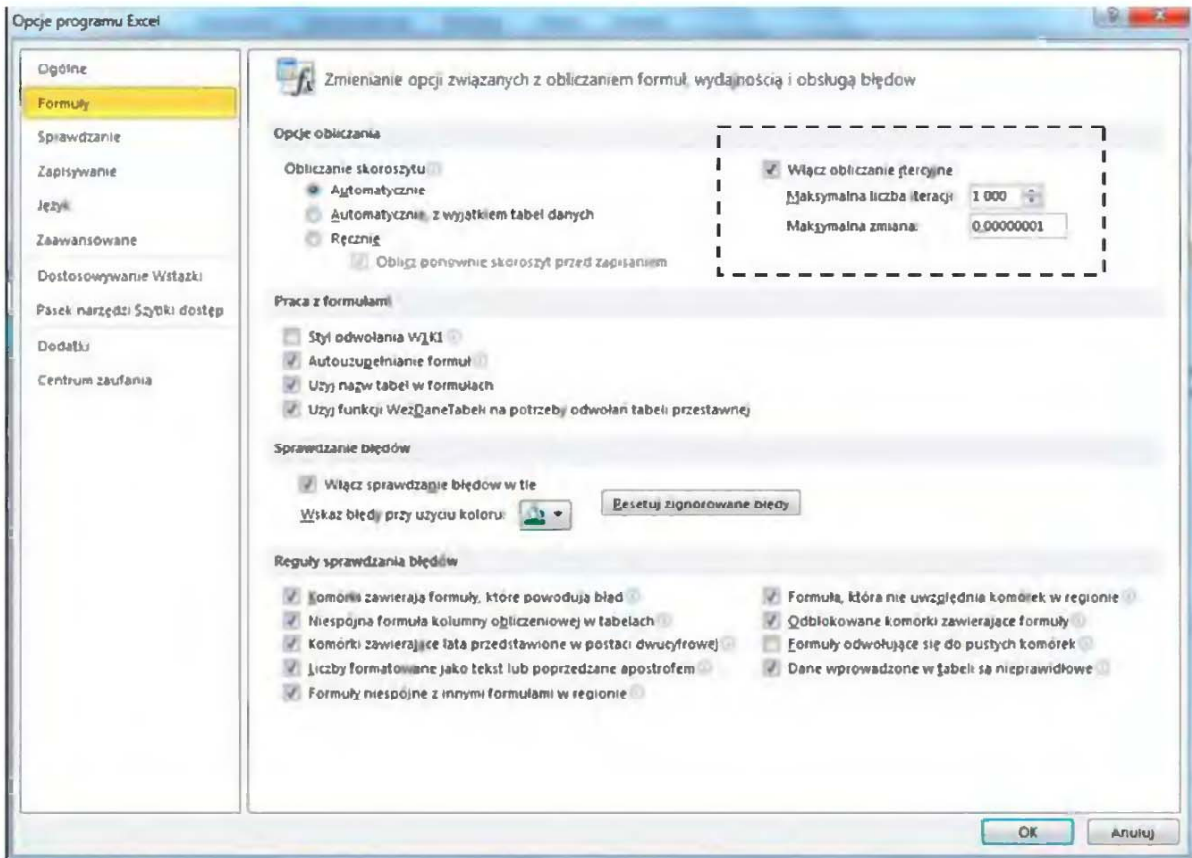 Opcje programu Excel
Ogólne
Formuły
Sprawdzanie
Zapisywanie
Język
Zaawansowane
Dostosowywanie Wstążki
Pasek narzędzi Szybki dostęp
Dodatki
Centrum zaufania
Zmienianie opcji związanych z obliczaniem formuł, wydajnością i obsługą błędów
Opcje obliczania
Obliczanie skoroszytu
Automatycznie
Automatycznie, z wyjątkiem tabel danych
Ręcznie
Oblicz ponownie skoroszyt przed zapisaniem
Włącz obliczanie itercyjne
Maksymalna liczba iteracji: 1 000
Maksymalna zmiana: 0,00000001
Praca z formułami
Styl odwołania W1K1
Autouzupełnianie formuł
Użyj nazw tabel w formułach
Użyj funkcji WeźDaneTabeli na potrzeby odwołań tabeli przestawnej
Sprawdzanie błędów
Włącz sprawdzanie błędów w tle
Wskaż błędy przy użyciu koloru:
Resetuj zignorowane błędy
Reguły sprawdzania błędów
Komórki zawierają formuły, które powodują błąd
Niespójna formuła kolumny obliczeniowej w tabelach
Komórki zawierające lata przedstawione w postaci dwucyfrowej
Liczby formatowane jako tekst lub poprzedzane apostrofem
Formuły niespójne z innymi formułami w regionie
Formuła, która nie uwzględnia komórek w regionie
Odblokowane komórki zawierające formuły
Formuły odwołujące się do pustych komórek
Dane wprowadzone w tabeli są nieprawidłowe
OK
Anuluj